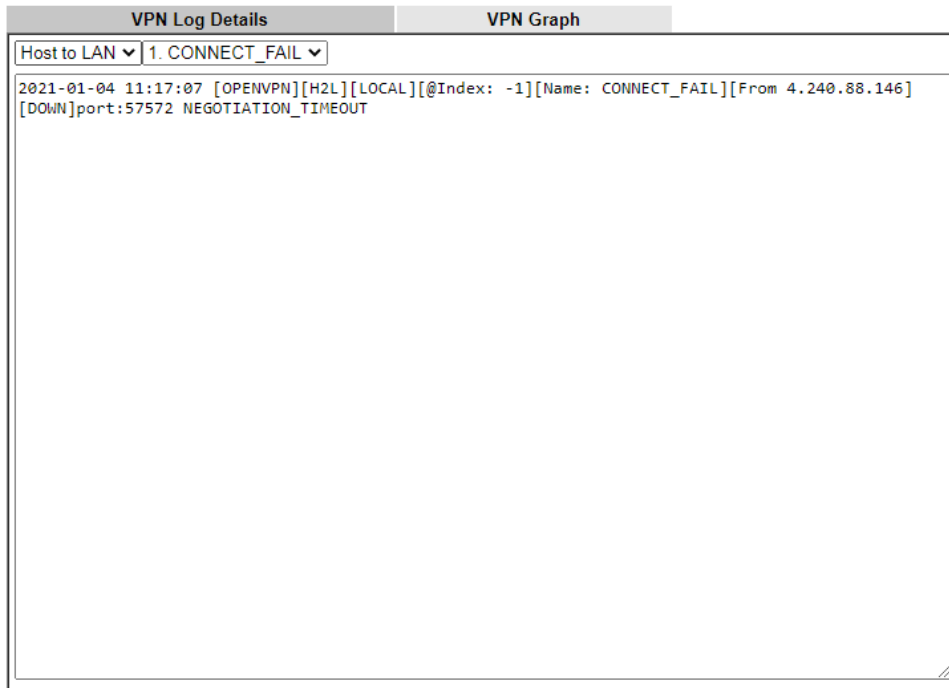 VPN Log Details VPN Graph
Host to LAN 1. CONNECT_FAIL
2021-01-04 11:17:07 [OPENVPN][H2L][LOCAL][@Index: -1][Name: CONNECT_FAIL][From 4.240.88.146]
[DOWN]port:57572 NEGOTIATION_TIMEOUT